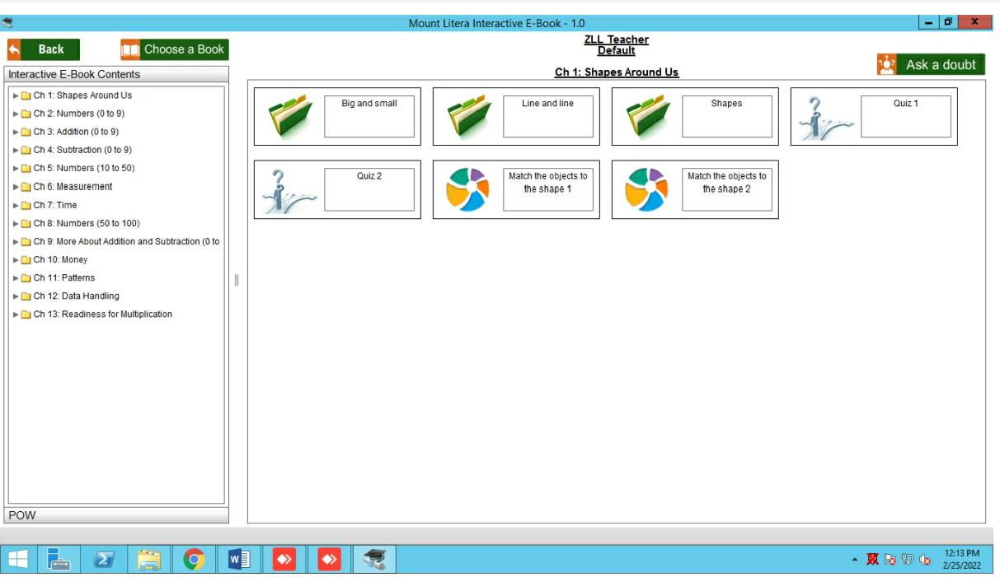 Mount Litera Interactive E-Book - 1.0
Back
Choose a Book
ZLL Teacher
Default
Ch 1: Shapes Around Us
Ask a doubt
Interactive E-Book Contents
Ch 1: Shapes Around Us
Ch 2: Numbers (0 to 9)
Ch 3: Addition (0 to 9)
Ch 4: Subtraction (0 to 9)
Ch 5: Numbers (10 to 50)
Ch 6: Measurement
Ch 7: Time
Ch 8: Numbers (50 to 100)
Ch 9: More About Addition and Subtraction (0 to
Ch 10: Money
Ch 11: Patterns
Ch 12: Data Handling
Ch 13: Readiness for Multiplication
POW
Big and small
Line and line
Shapes
Quiz 1
Quiz 2
Match the objects to
the shape 1
Match the objects to
the shape 2
12:13 PM
2/25/2022